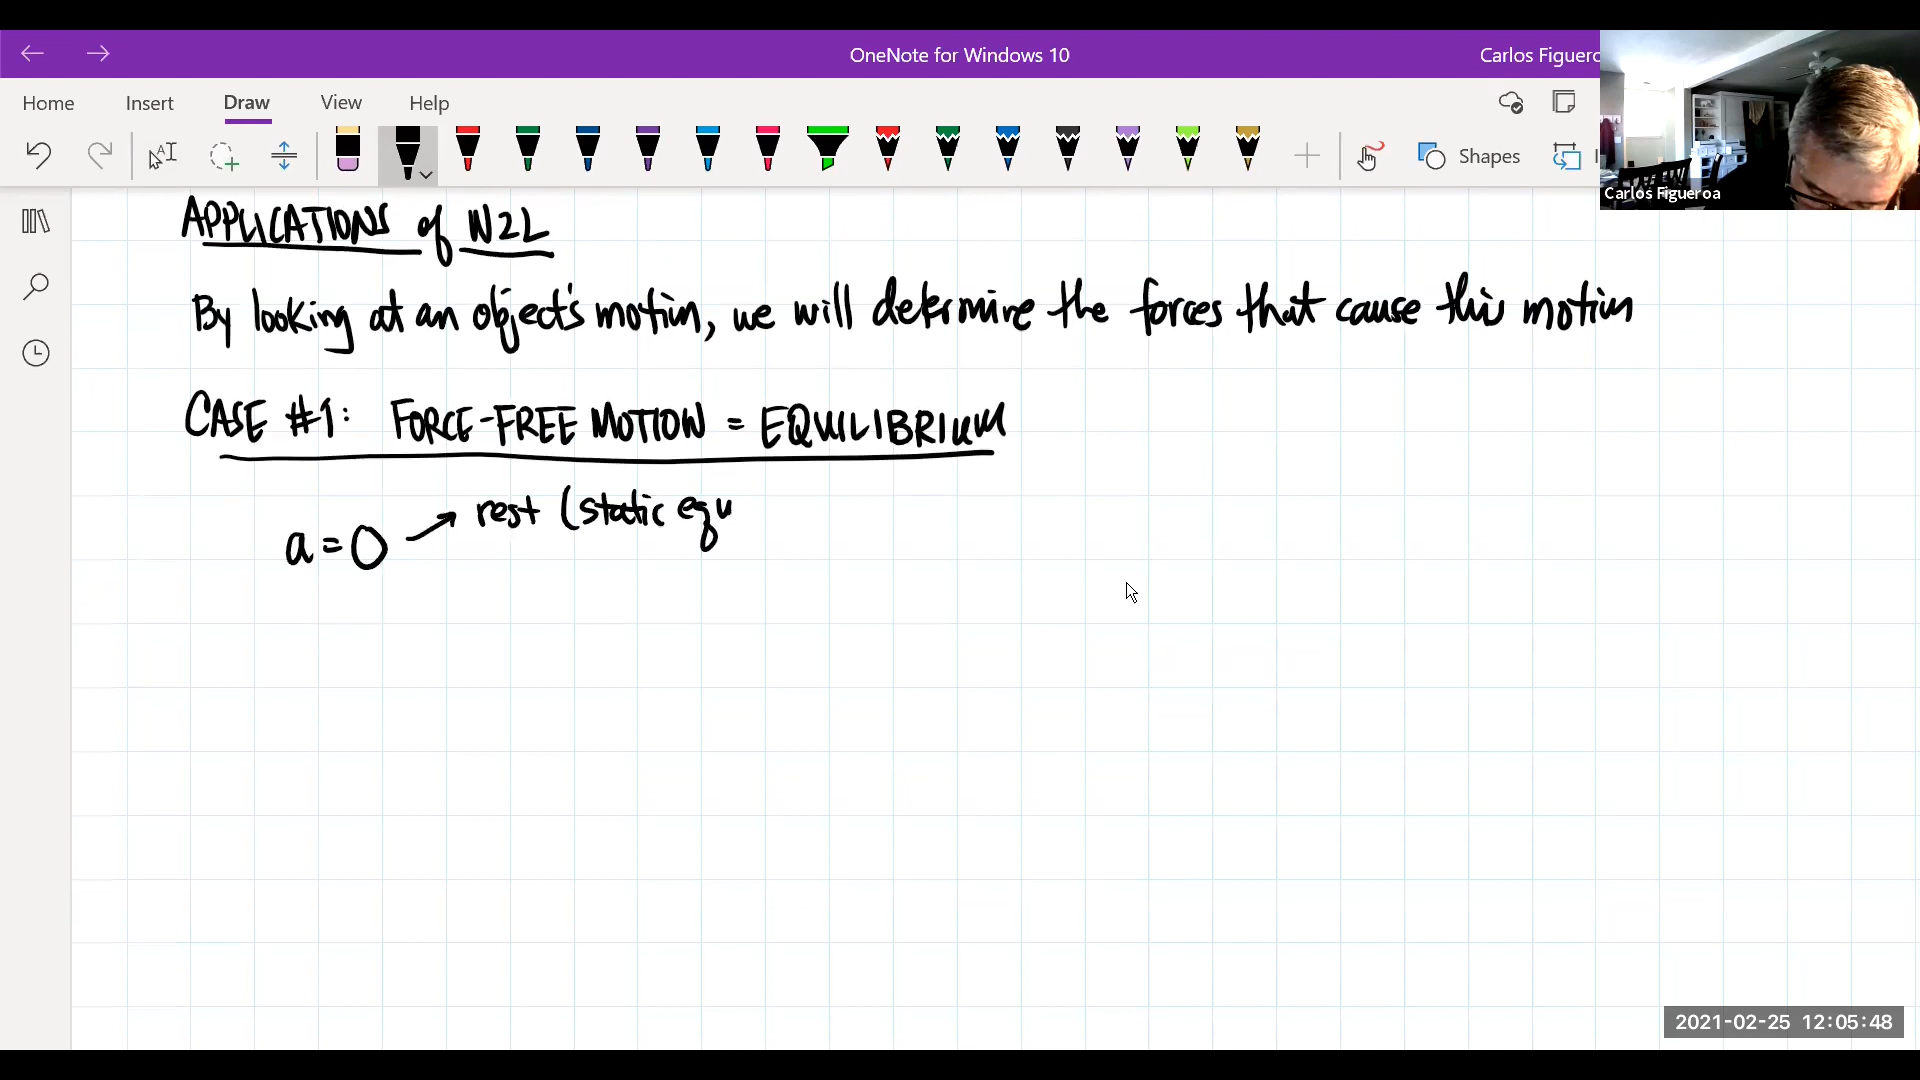 OneNote for Windows 10
Carlos Figuero
Home Insert Draw View Help
Shapes
Carlos Figueroa
APPLICATIONS of N2L
By looking at an object's motion, we will determine the forces that cause this motion
CASE #1: FORCE-FREE MOTION = EQUILIBRIUM
rest (static equ
a = 0
2021-02-25 12:05:48